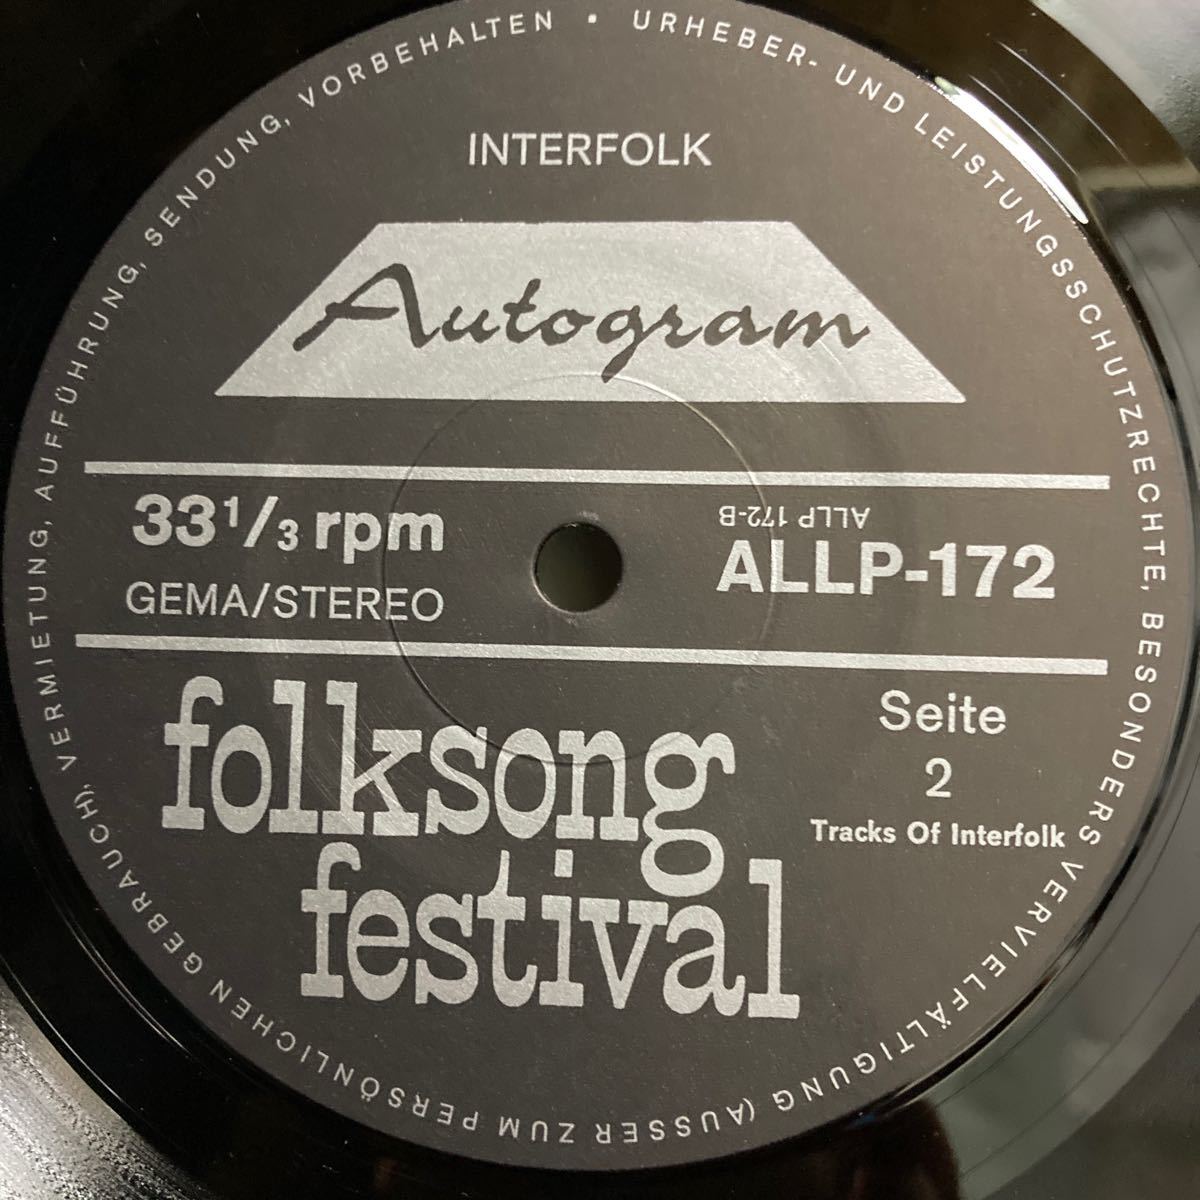 URHEBER- UND LEISTUNGSSCHUTZRECHTE, BESONDERS VERVIELFÄLTIGUNG (AUSSER ZUM PERSÖNLICHEN GEBRAUCH), VERMIETUNG, AUFFÜHRUNG, SENDUNG, VORBEHALTEN •
INTERFOLK
Autogram
33 1/3 rpm
GEMA/STEREO
ALLP 172-B
ALLP-172
folksong
festival
Seite
2
Tracks Of Interfolk